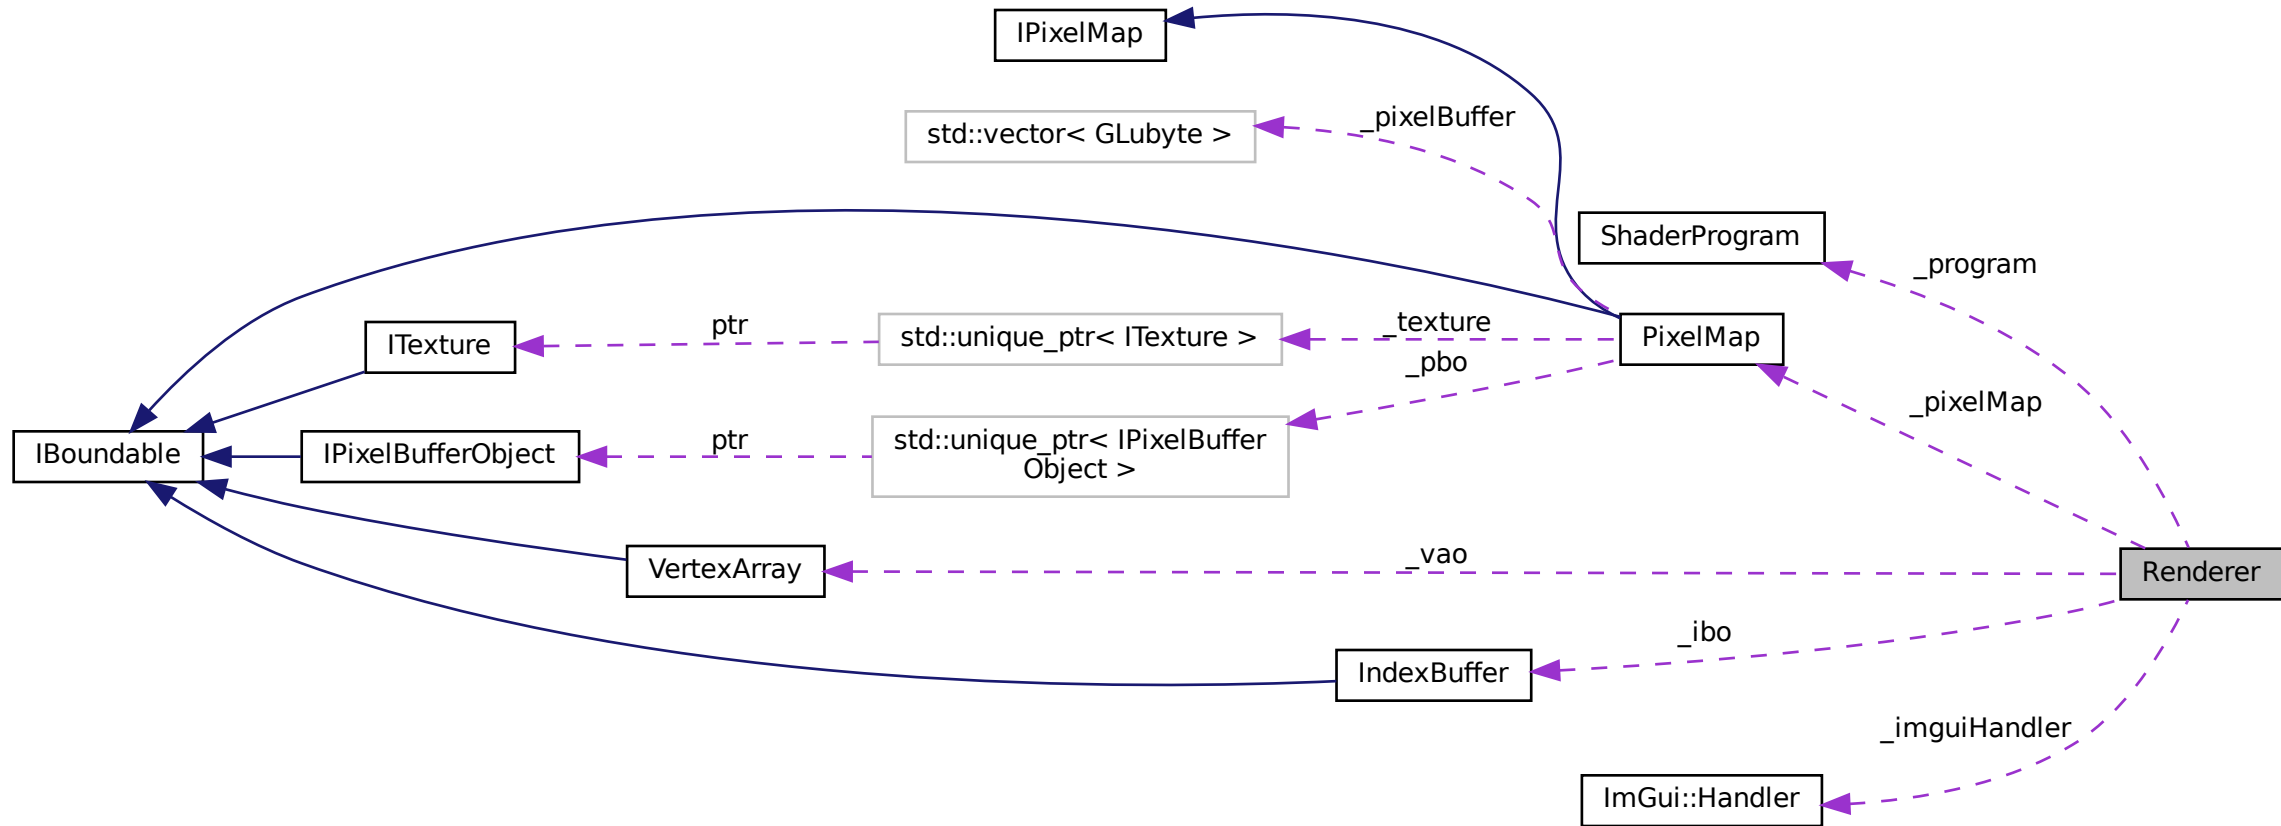 IPixelMap
_pixelBuffer
std::vector< GLubyte >
ShaderProgram
_program
ptr
ITexture
std::unique_ptr< ITexture >
_texture
PixelMap
_pbo
_pixelMap
IBoundable
IPixelBufferObject
ptr
std::unique_ptr< IPixelBuffer
Object >
VertexArray
_vao
Renderer
_ibo
IndexBuffer
_imguiHandler
ImGui::Handler